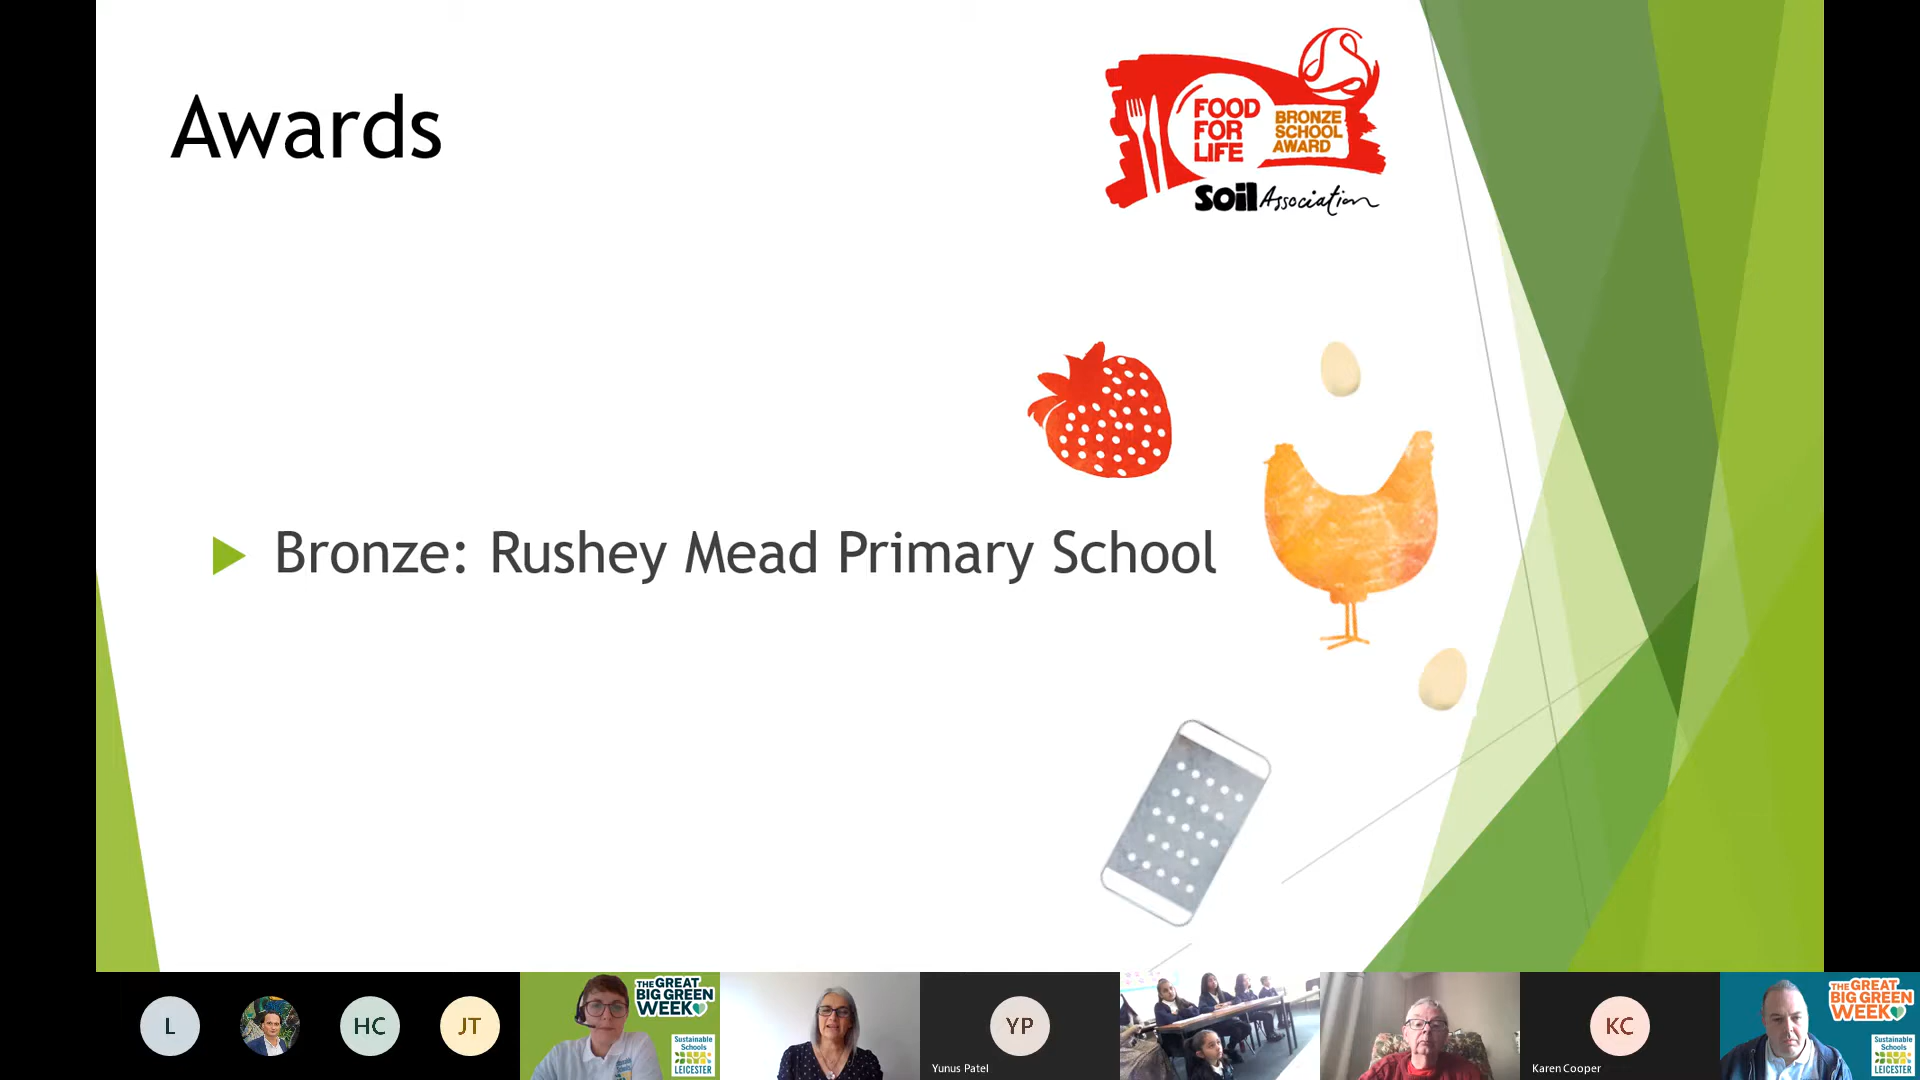 Awards
FOOD
FOR
LIFE
BRONZE
SCHOOL
AWARD
Soil Association
Bronze: Rushey Mead Primary School
L
HC
JT
THE GREAT
BIG GREEN
WEEK
Sustainable
Schools
LEICESTER
YP
Yunus Patel
KC
Karen Cooper
THE GREAT
BIG GREEN
WEEK
Sustainable
Schools
LEICESTER